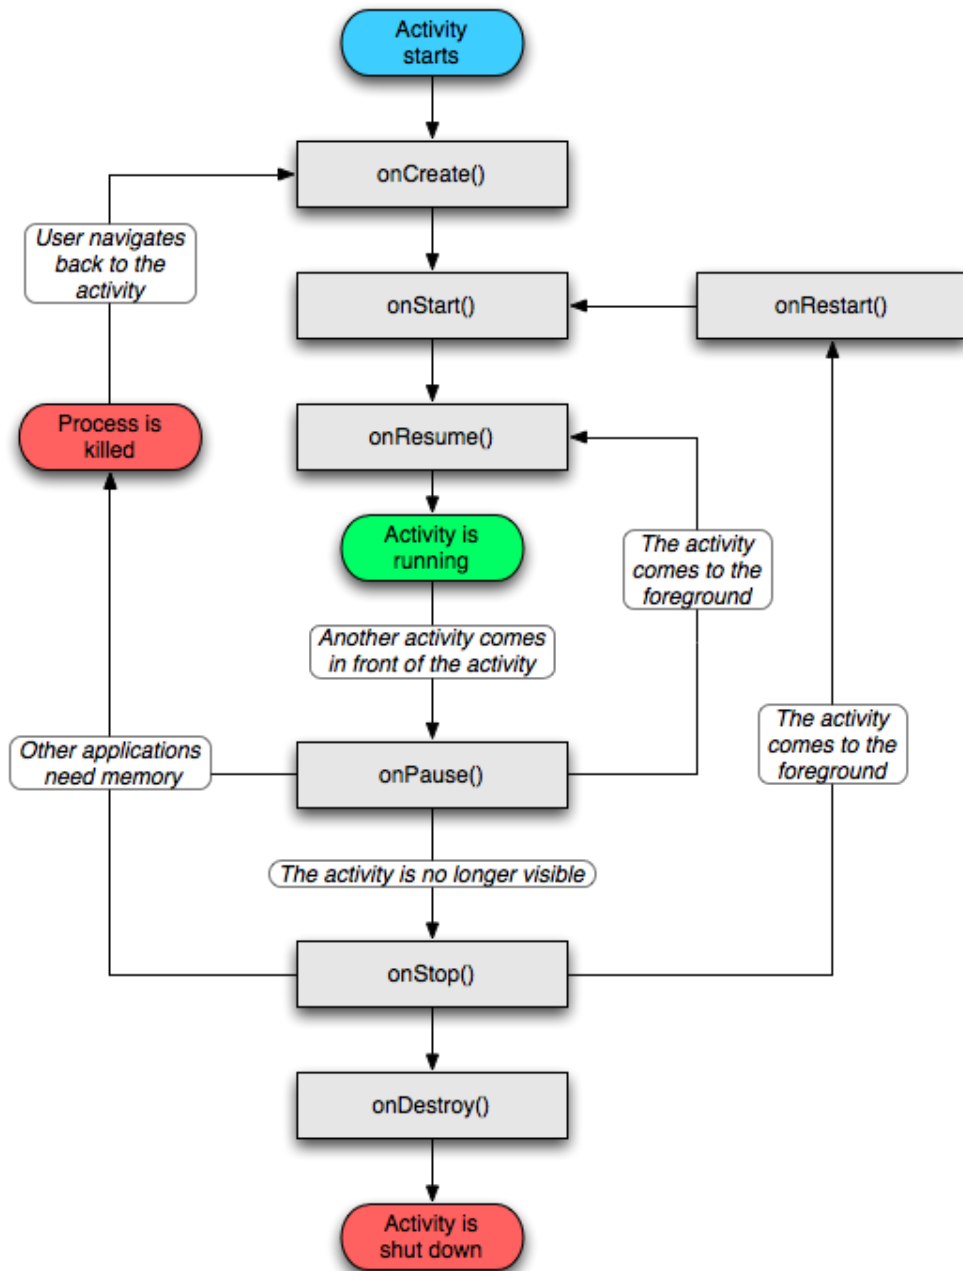 Activity
starts
onCreate()
User navigates
back to the
activity
onStart()
onRestart()
Process is
killed
onResume()
Activity is
running
The activity
comes to the
foreground
Another activity comes
in front of the activity
Other applications
need memory
onPause()
The activity
comes to the
foreground
The activity is no longer visible
onStop()
onDestroy()
Activity is
shut down